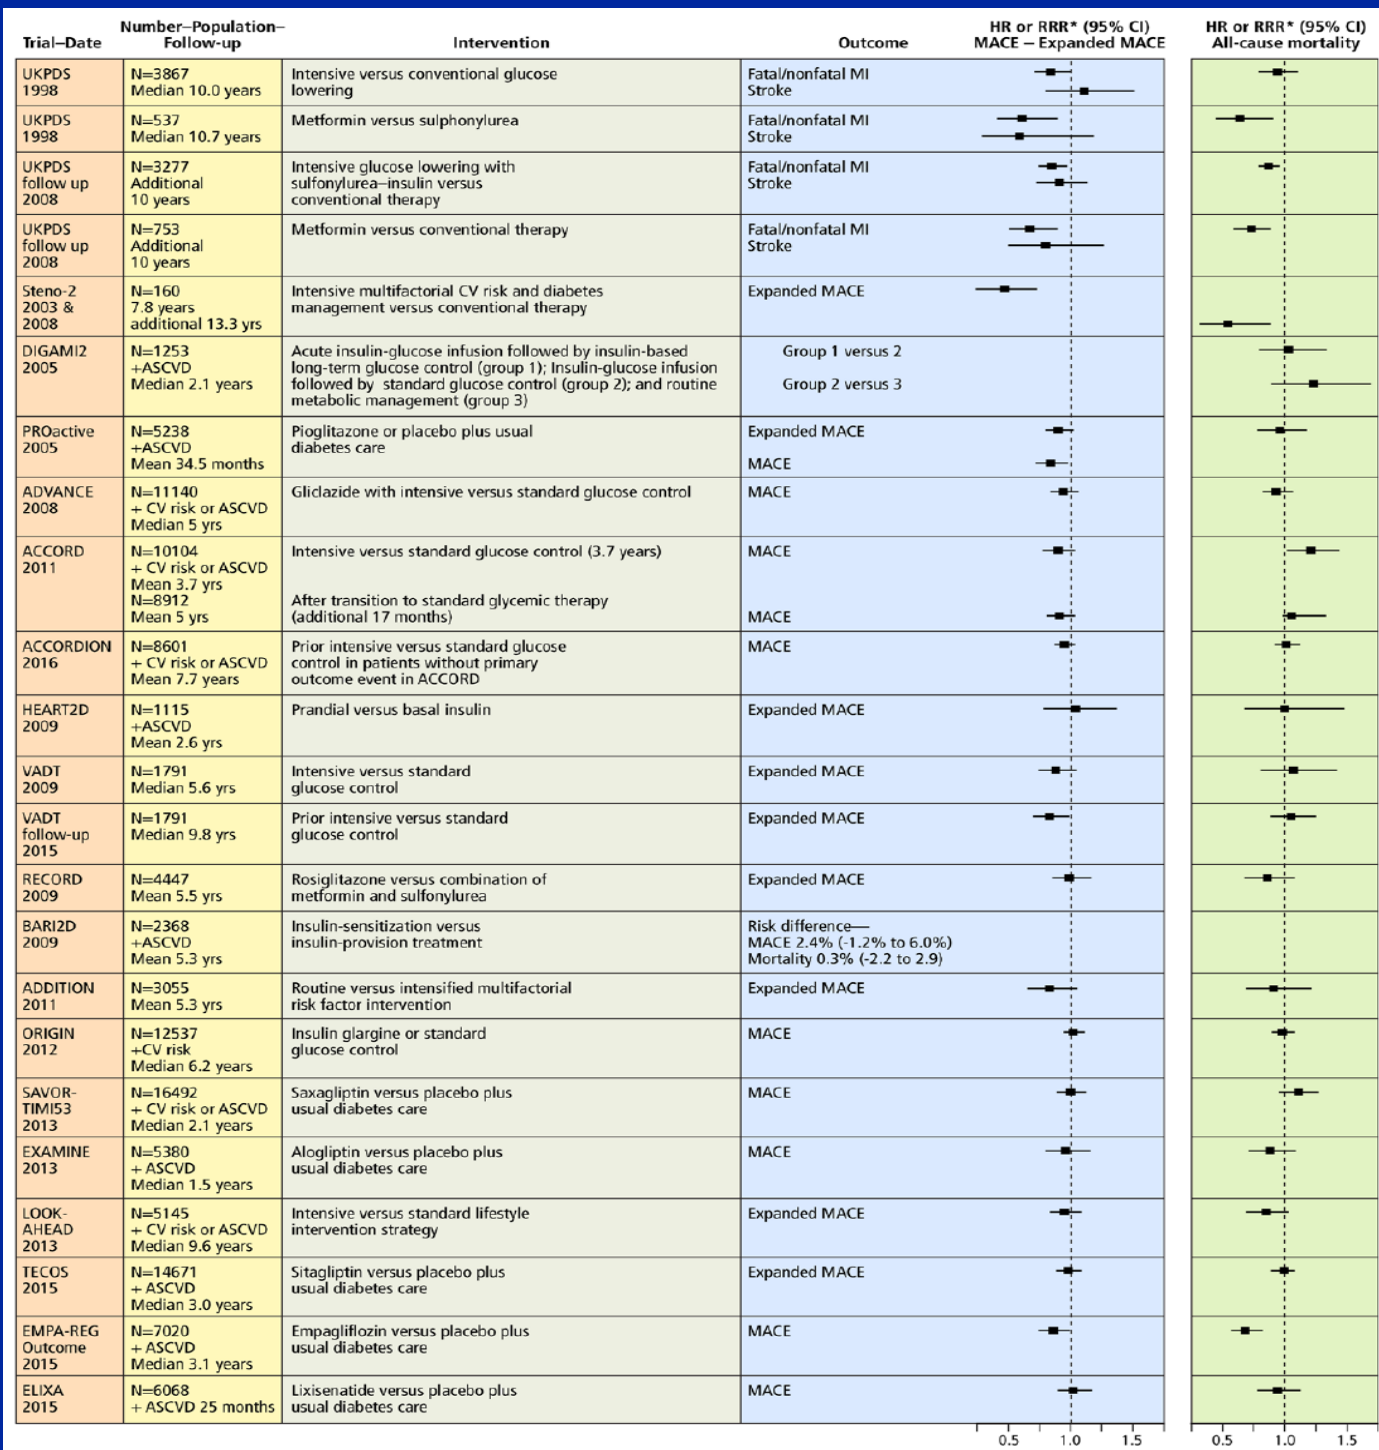 Trial–Date
Number–Population–
Follow-up
Intervention
Outcome
HR or RRR* (95% CI)
MACE – Expanded MACE
HR or RRR* (95% CI)
All-cause mortality
UKPDS
1998
N=3867
Median 10.0 years
Intensive versus conventional glucose
lowering
Fatal/nonfatal MI
Stroke
UKPDS
1998
N=537
Median 10.7 years
Metformin versus sulphonylurea
Fatal/nonfatal MI
Stroke
UKPDS
follow up
2008
N=3277
Additional
10 years
Intensive glucose lowering with
sulfonylurea–insulin versus
conventional therapy
Fatal/nonfatal MI
Stroke
UKPDS
follow up
2008
N=753
Additional
10 years
Metformin versus conventional therapy
Fatal/nonfatal MI
Stroke
Steno-2
2003 &
2008
N=160
7.8 years
additional 13.3 yrs
Intensive multifactorial CV risk and diabetes
management versus conventional therapy
Expanded MACE
DIGAMI2
2005
N=1253
+ASCVD
Median 2.1 years
Acute insulin-glucose infusion followed by insulin-based
long-term glucose control (group 1); Insulin-glucose infusion
followed by standard glucose control (group 2); and routine
metabolic management (group 3)
Group 1 versus 2
Group 2 versus 3
PROactive
2005
N=5238
+ASCVD
Mean 34.5 months
Pioglitazone or placebo plus usual
diabetes care
Expanded MACE
MACE
ADVANCE
2008
N=11140
+ CV risk or ASCVD
Median 5 yrs
Gliclazide with intensive versus standard glucose control
MACE
ACCORD
2011
N=10104
+ CV risk or ASCVD
Mean 3.7 yrs
N=8912
Mean 5 yrs
Intensive versus standard glucose control (3.7 years)
After transition to standard glycemic therapy
(additional 17 months)
MACE
MACE
ACCORDION
2016
N=8601
+ CV risk or ASCVD
Mean 7.7 years
Prior intensive versus standard glucose
control in patients without primary
outcome event in ACCORD
MACE
HEART2D
2009
N=1115
+ASCVD
Mean 2.6 yrs
Prandial versus basal insulin
Expanded MACE
VADT
2009
N=1791
Median 5.6 yrs
Intensive versus standard
glucose control
Expanded MACE
VADT
follow-up
2015
N=1791
Median 9.8 yrs
Prior intensive versus standard
glucose control
Expanded MACE
RECORD
2009
N=4447
Mean 5.5 yrs
Rosiglitazone versus combination of
metformin and sulfonylurea
Expanded MACE
BARI2D
2009
N=2368
+ASCVD
Mean 5.3 yrs
Insulin-sensitization versus
insulin-provision treatment
Risk difference—
MACE 2.4% (-1.2% to 6.0%)
Mortality 0.3% (-2.2 to 2.9)
ADDITION
2011
N=3055
Mean 5.3 yrs
Routine versus intensified multifactorial
risk factor intervention
Expanded MACE
ORIGIN
2012
N=12537
+CV risk
Median 6.2 years
Insulin glargine or standard
glucose control
MACE
SAVOR-
TIMI53
2013
N=16492
+ CV risk or ASCVD
Median 2.1 years
Saxagliptin versus placebo plus
usual diabetes care
MACE
EXAMINE
2013
N=5380
+ ASCVD
Median 1.5 years
Alogliptin versus placebo plus
usual diabetes care
MACE
LOOK-
AHEAD
2013
N=5145
+ CV risk or ASCVD
Median 9.6 years
Intensive versus standard lifestyle
intervention strategy
Expanded MACE
TECOS
2015
N=14671
+ ASCVD
Median 3.0 years
Sitagliptin versus placebo plus
usual diabetes care
Expanded MACE
EMPA-REG
Outcome
2015
N=7020
+ ASCVD
Median 3.1 years
Empagliflozin versus placebo plus
usual diabetes care
MACE
ELIXA
2015
N=6068
+ ASCVD 25 months
Lixisenatide versus placebo plus
usual diabetes care
MACE
0.5 1.0 1.5
0.5 1.0 1.5